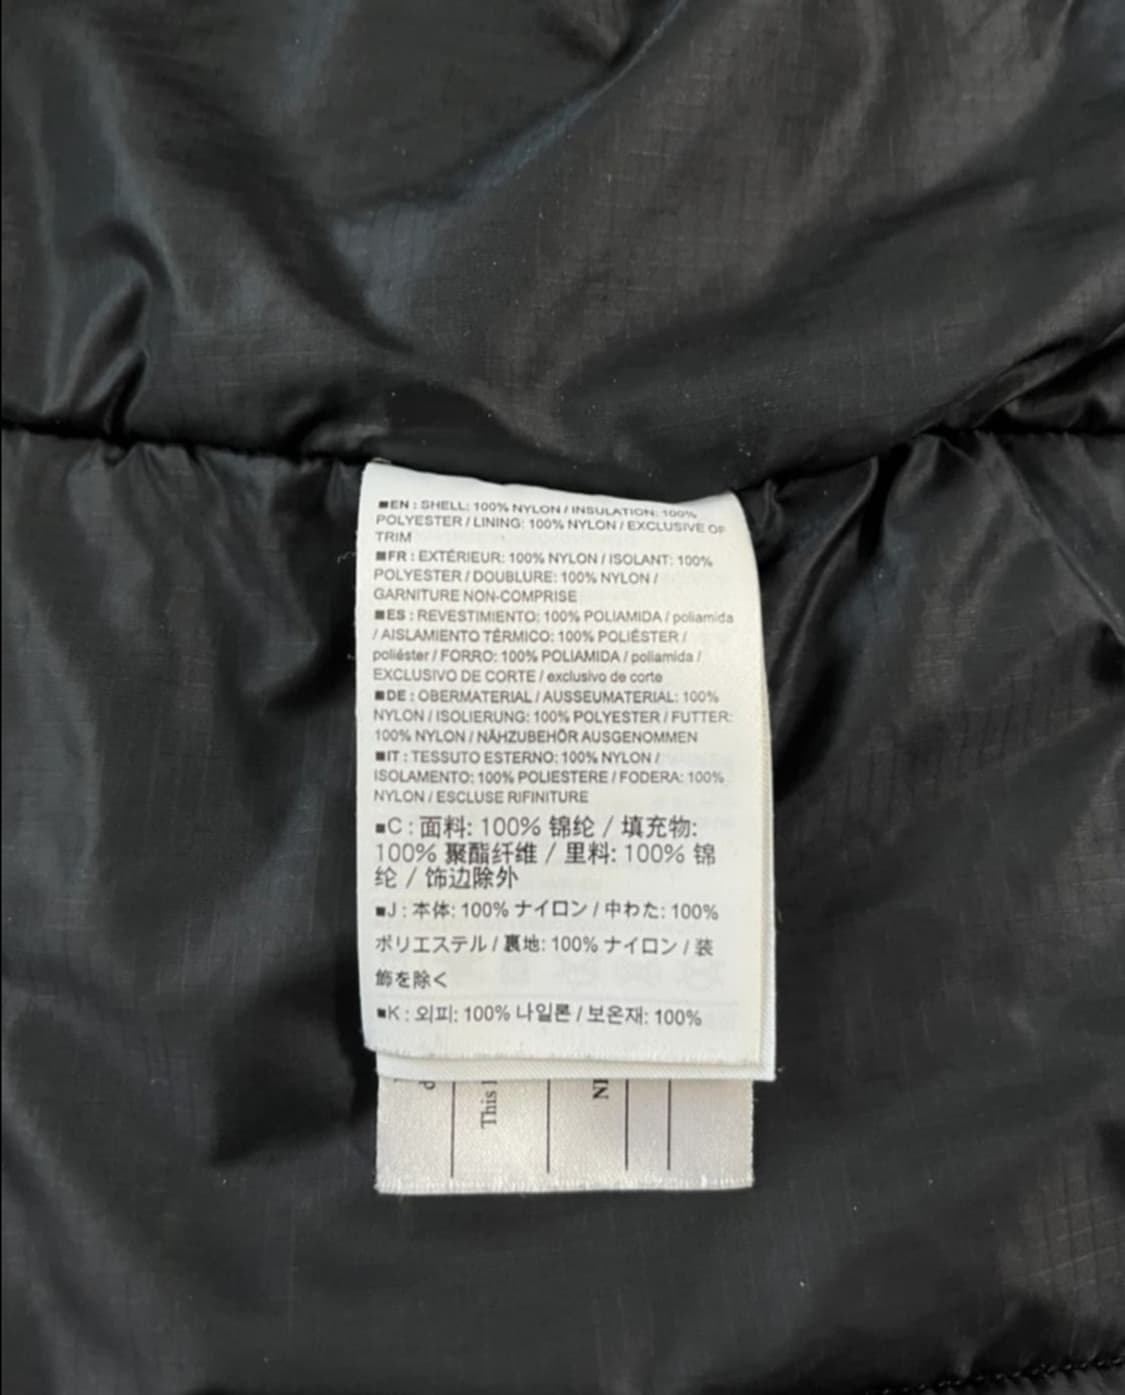 ■EN : SHELL: 100% NYLON / INSULATION: 100%
POLYESTER / LINING: 100% NYLON / EXCLUSIVE OF
TRIM
■FR : EXTÉRIEUR: 100% NYLON / ISOLANT: 100%
POLYESTER / DOUBLURE: 100% NYLON /
GARNITURE NON-COMPRISE
■ES : REVESTIMIENTO: 100% POLIAMIDA / poliamida
/ AISLAMIENTO TÉRMICO: 100% POLIÉSTER /
poliéster / FORRO: 100% POLIAMIDA / poliamida /
EXCLUSIVO DE CORTE / exclusivo de corte
■DE : OBERMATERIAL / AUSSEUMATERIAL: 100%
NYLON / ISOLIERUNG: 100% POLYESTER / FUTTER:
100% NYLON / NÄHZUBEHÖR AUSGENOMMEN
■IT : TESSUTO ESTERNO: 100% NYLON /
ISOLAMENTO: 100% POLIESTERE / FODERA: 100%
NYLON / ESCLUSE RIFINITURE
■C : 面料: 100% 锦纶 / 填充物:
100% 聚酯纤维 / 里料: 100% 锦
纶 / 饰边除外
■J : 本体: 100% ナイロン / 中わた: 100%
ポリエステル / 裏地: 100% ナイロン / 装
飾を除く
■K : 외피: 100% 나일론 / 보온재: 100%
This